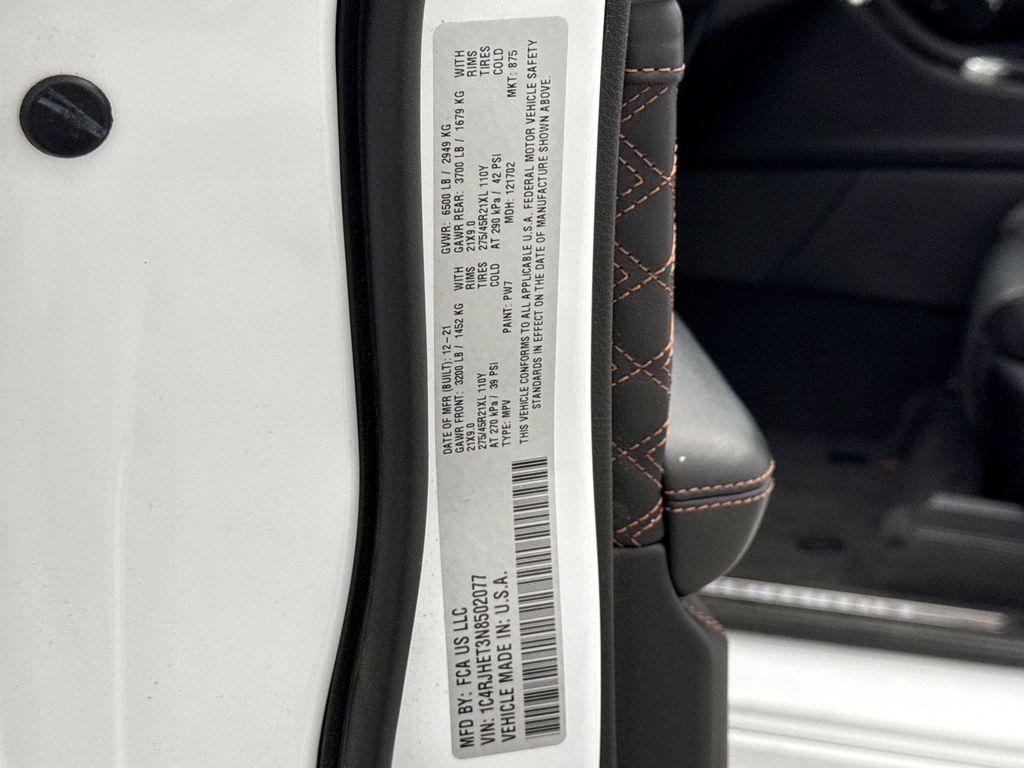 MFD BY: FCA US LLC
VIN: 1C4RJHET3N8502077
VEHICLE MADE IN: U.S.A.
DATE OF MFR (BUILT): 12-21 GVWR: 6500 LB / 2949 KG
GAWR FRONT: 3200 LB / 1452 KG WITH GAWR REAR: 3700 LB / 1679 KG WITH
21X9.0 RIMS 21X9.0 RIMS
275/45R21XL 110Y TIRES 275/45R21XL 110Y TIRES
AT 270 kPa / 39 PSI COLD AT 290 kPa / 42 PSI COLD
TYPE: MPV PAINT: PW7 MDH: 121702 MKT: 875
THIS VEHICLE CONFORMS TO ALL APPLICABLE U.S.A. FEDERAL MOTOR VEHICLE SAFETY
STANDARDS IN EFFECT ON THE DATE OF MANUFACTURE SHOWN ABOVE.